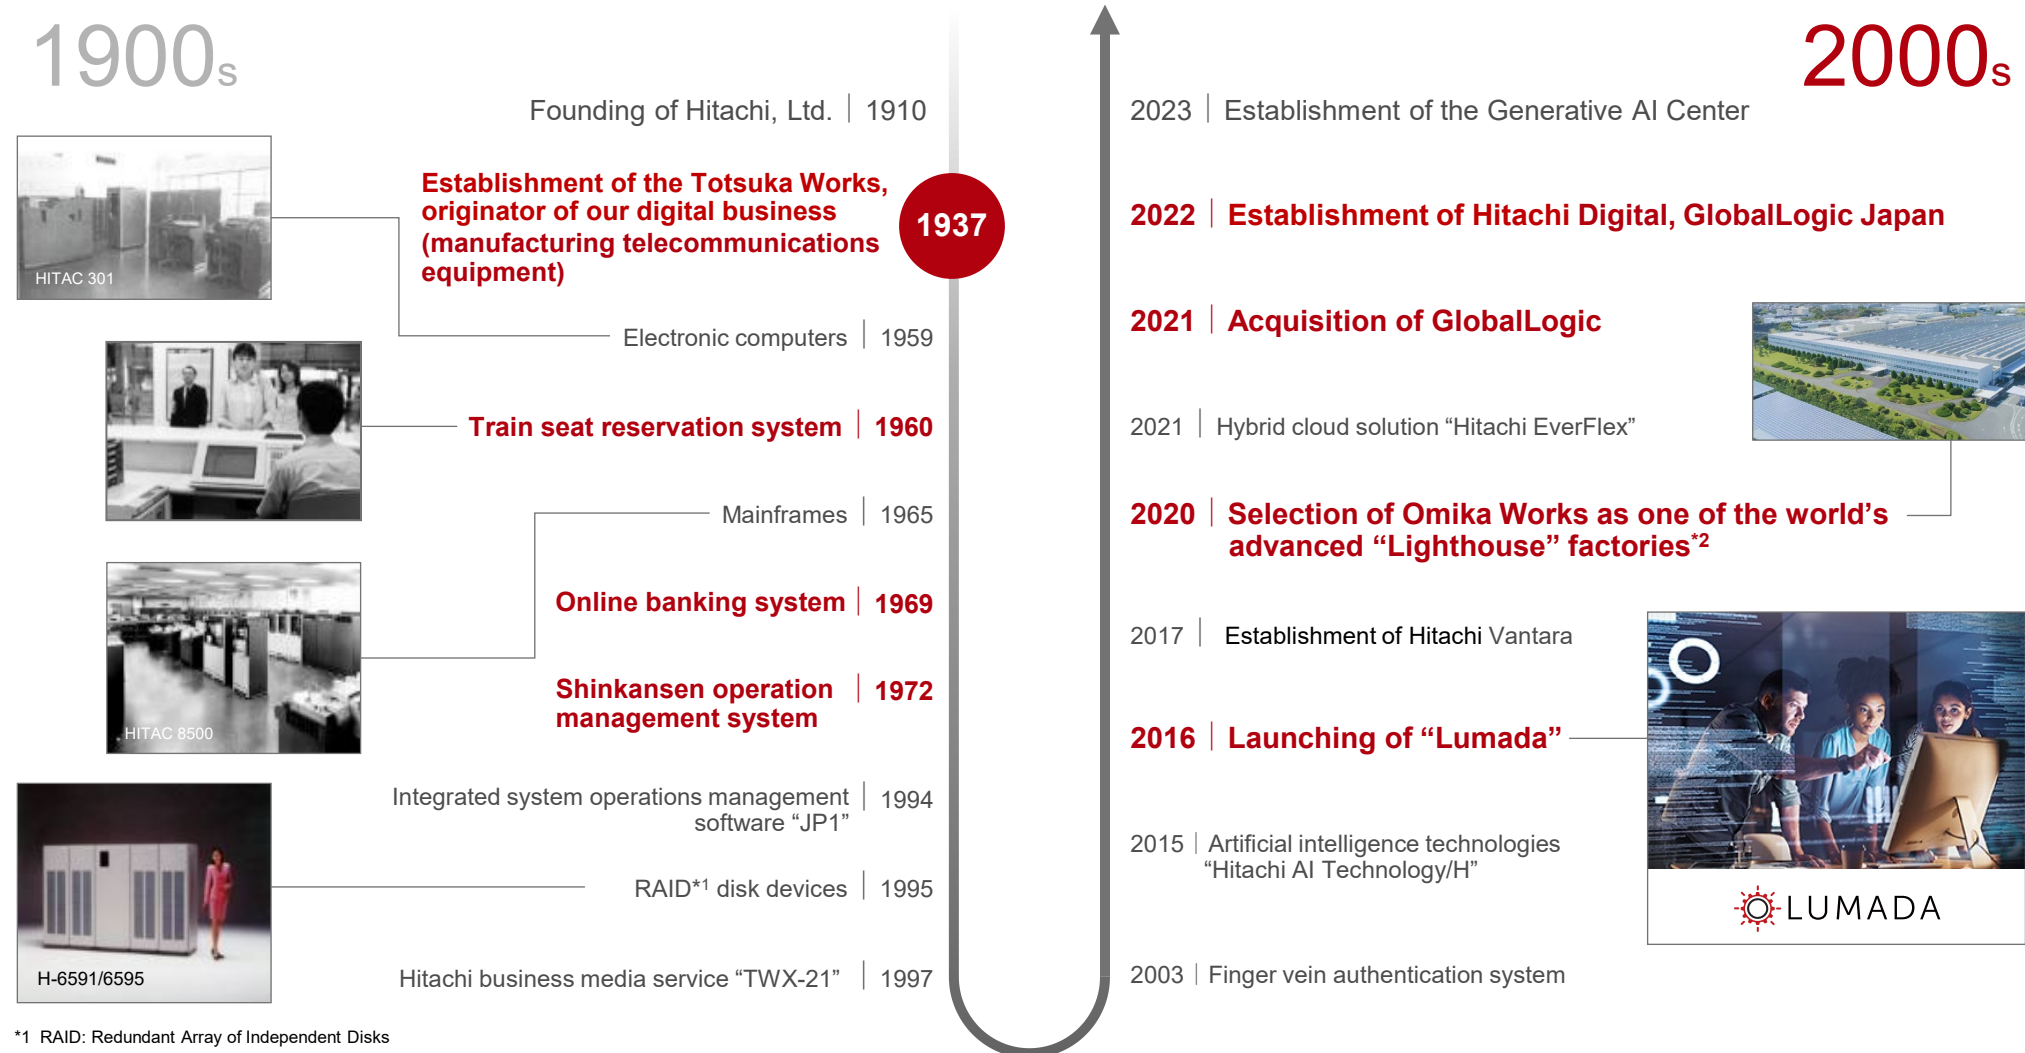 1900s
Founding of Hitachi, Ltd. 1910
HITAC 301
Establishment of the Totsuka Works,
originator of our digital business
(manufacturing telecommunications
equipment)
1937
Electronic computers 1959
Train seat reservation system 1960
Mainframes 1965
HITAC 8500
Online banking system 1969
Shinkansen operation 1972
management system
Integrated system operations management 1994
software “JP1”
RAID*1 disk devices 1995
H-6591/6595
Hitachi business media service “TWX-21” 1997
*1 RAID: Redundant Array of Independent Disks
2000s
2023 Establishment of the Generative AI Center
2022 Establishment of Hitachi Digital, GlobalLogic Japan
2021 Acquisition of GlobalLogic
2021 Hybrid cloud solution “Hitachi EverFlex”
2020 Selection of Omika Works as one of the world’s
advanced “Lighthouse” factories*2
2017 Establishment of Hitachi Vantara
2016 Launching of “Lumada”
2015 Artificial intelligence technologies
“Hitachi AI Technology/H”
LUMADA
2003 Finger vein authentication system